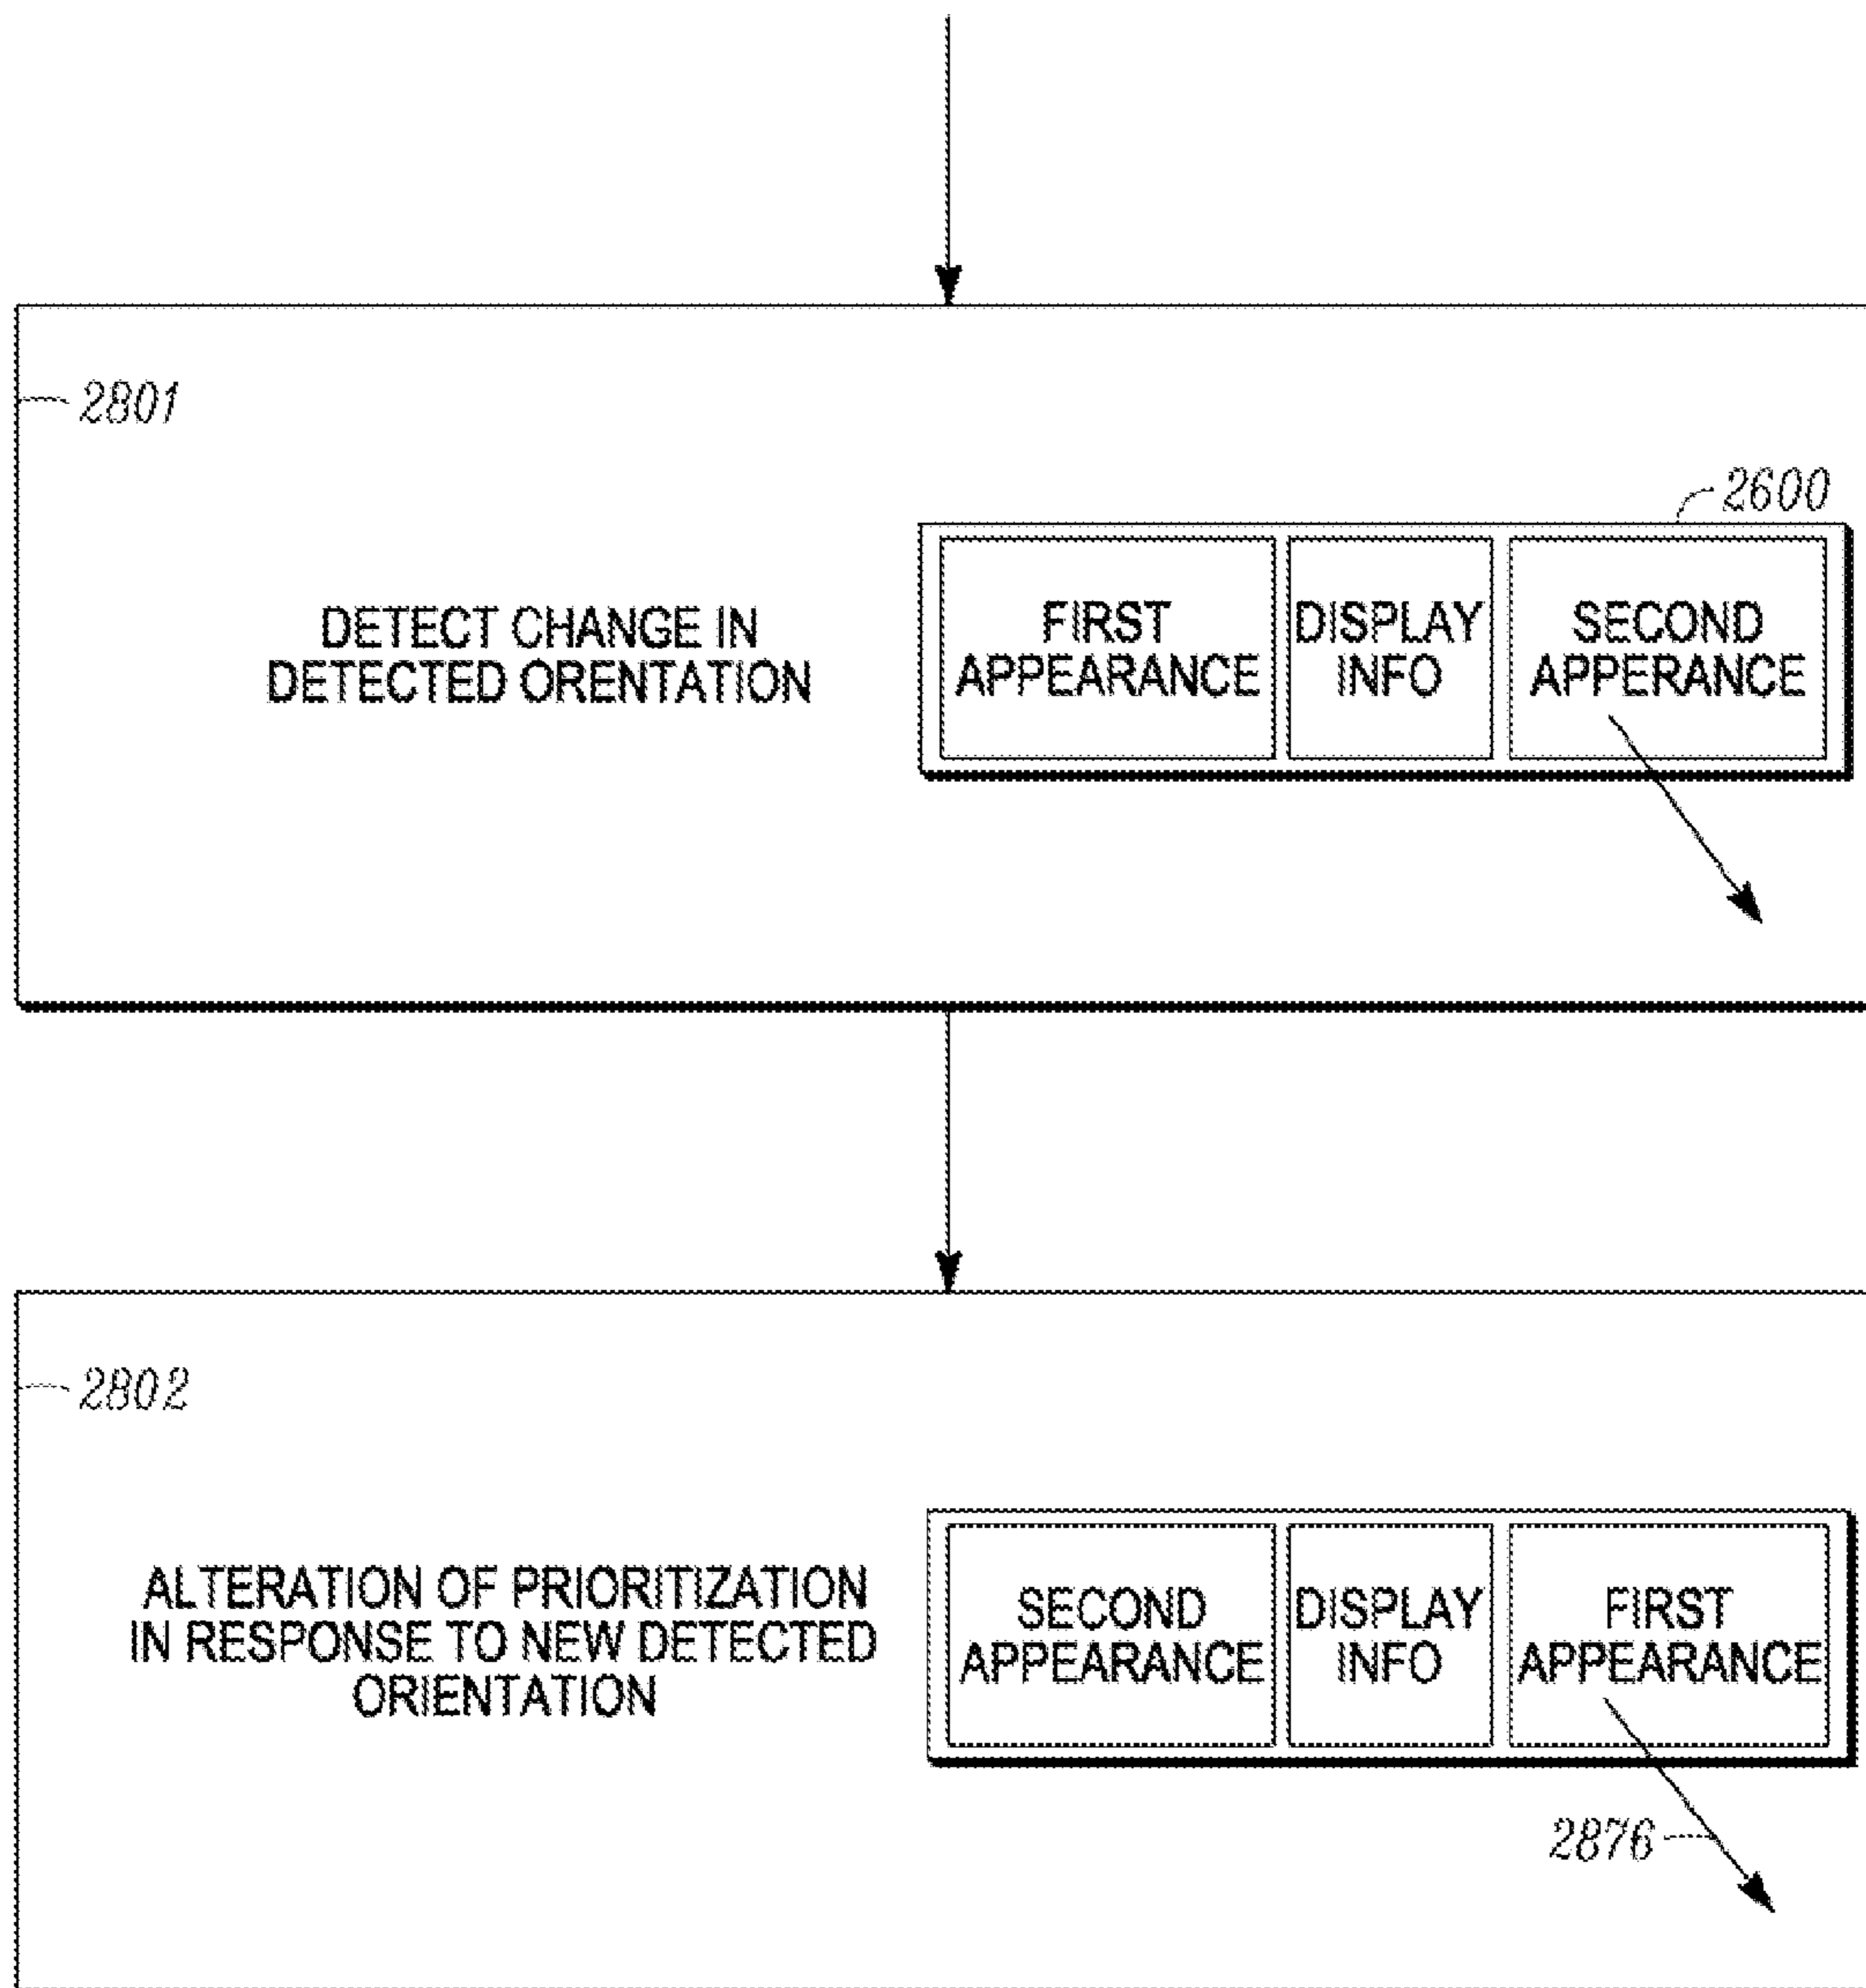 2801
2600
DETECT CHANGE IN
DETECTED ORENTATION
FIRST
APPEARANCE
DISPLAY
INFO
SECOND
APPERANCE
2802
ALTERATION OF PRIORITIZATION
IN RESPONSE TO NEW DETECTED
ORIENTATION
SECOND
APPEARANCE
DISPLAY
INFO
FIRST
APPEARANCE
2876